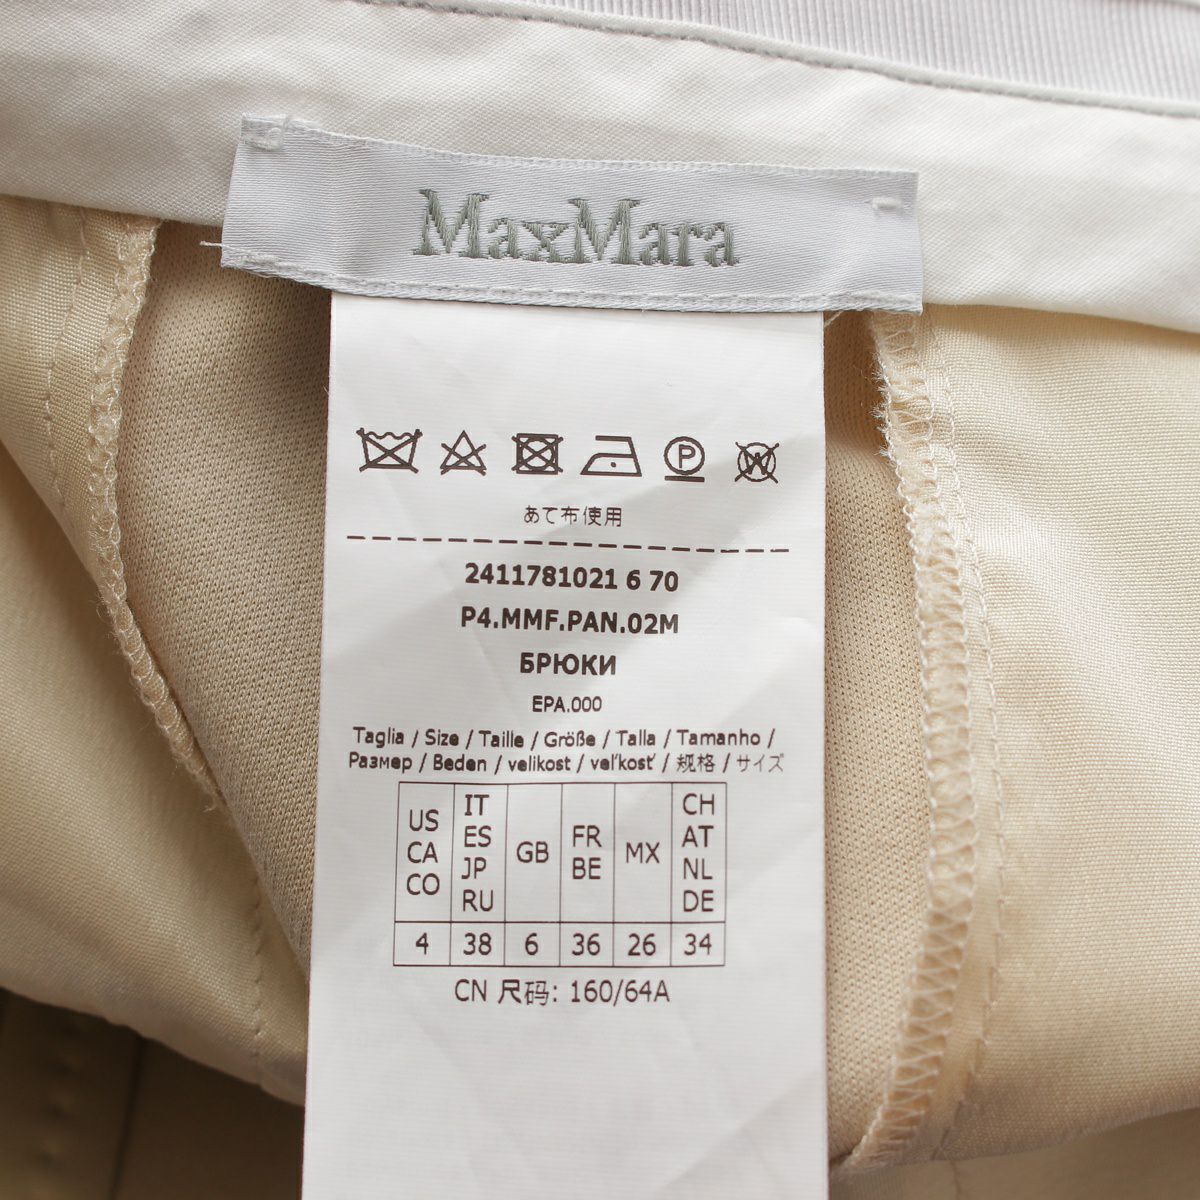 MaxMara
P
W
あて布使用
2411781021 6 70
P4.MMF.PAN.02M
БРЮКИ
EPA.000
Taglia / Size / Taille / Größe / Talla / Tamanho /
Размер / Beden / velikost / veľkosť / 规格 / サイズ
US CA CO
IT ES JP RU
GB
FR BE
MX
CH AT NL DE
4 38 6 36 26 34
CN 尺码: 160/64A